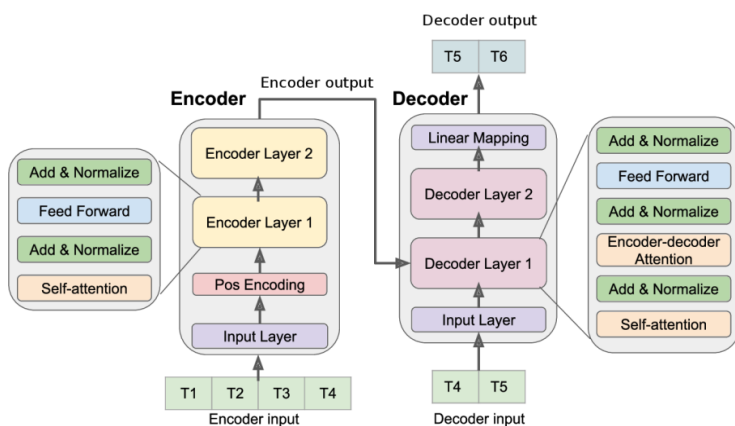 Decoder output
T5 T6
Encoder output
Encoder
Decoder
Encoder Layer 2
Encoder Layer 1
Pos Encoding
Input Layer
T1 T2 T3 T4
Encoder input
Add & Normalize
Feed Forward
Add & Normalize
Self-attention
Linear Mapping
Decoder Layer 2
Decoder Layer 1
Input Layer
T4 T5
Decoder input
Add & Normalize
Feed Forward
Add & Normalize
Encoder-decoder
Attention
Add & Normalize
Self-attention